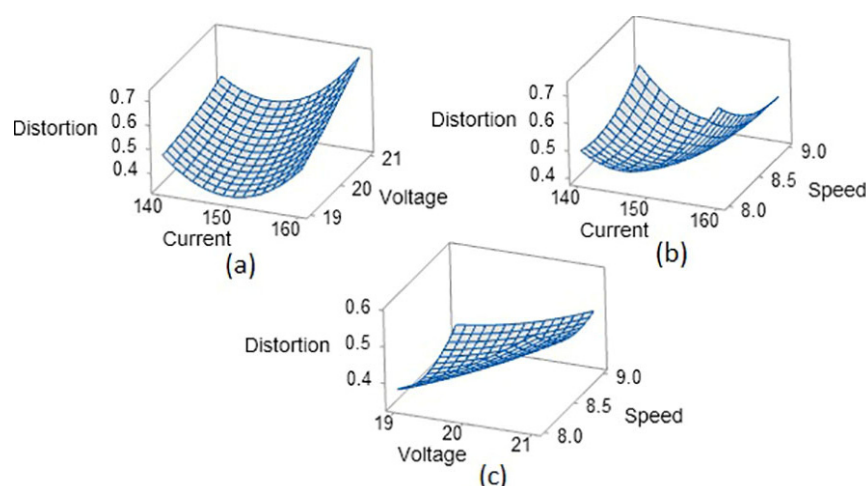 0.7
Distortion 0.6
0.5
0.4
140
150
160
Current
19
20
21
Voltage
(a)
0.7
Distortion 0.6
0.5
0.4
140
150
160
Current
8.0
8.5
9.0
Speed
(b)
0.6
Distortion 0.5
0.4
19
20
21
Voltage
8.0
8.5
9.0
Speed
(c)